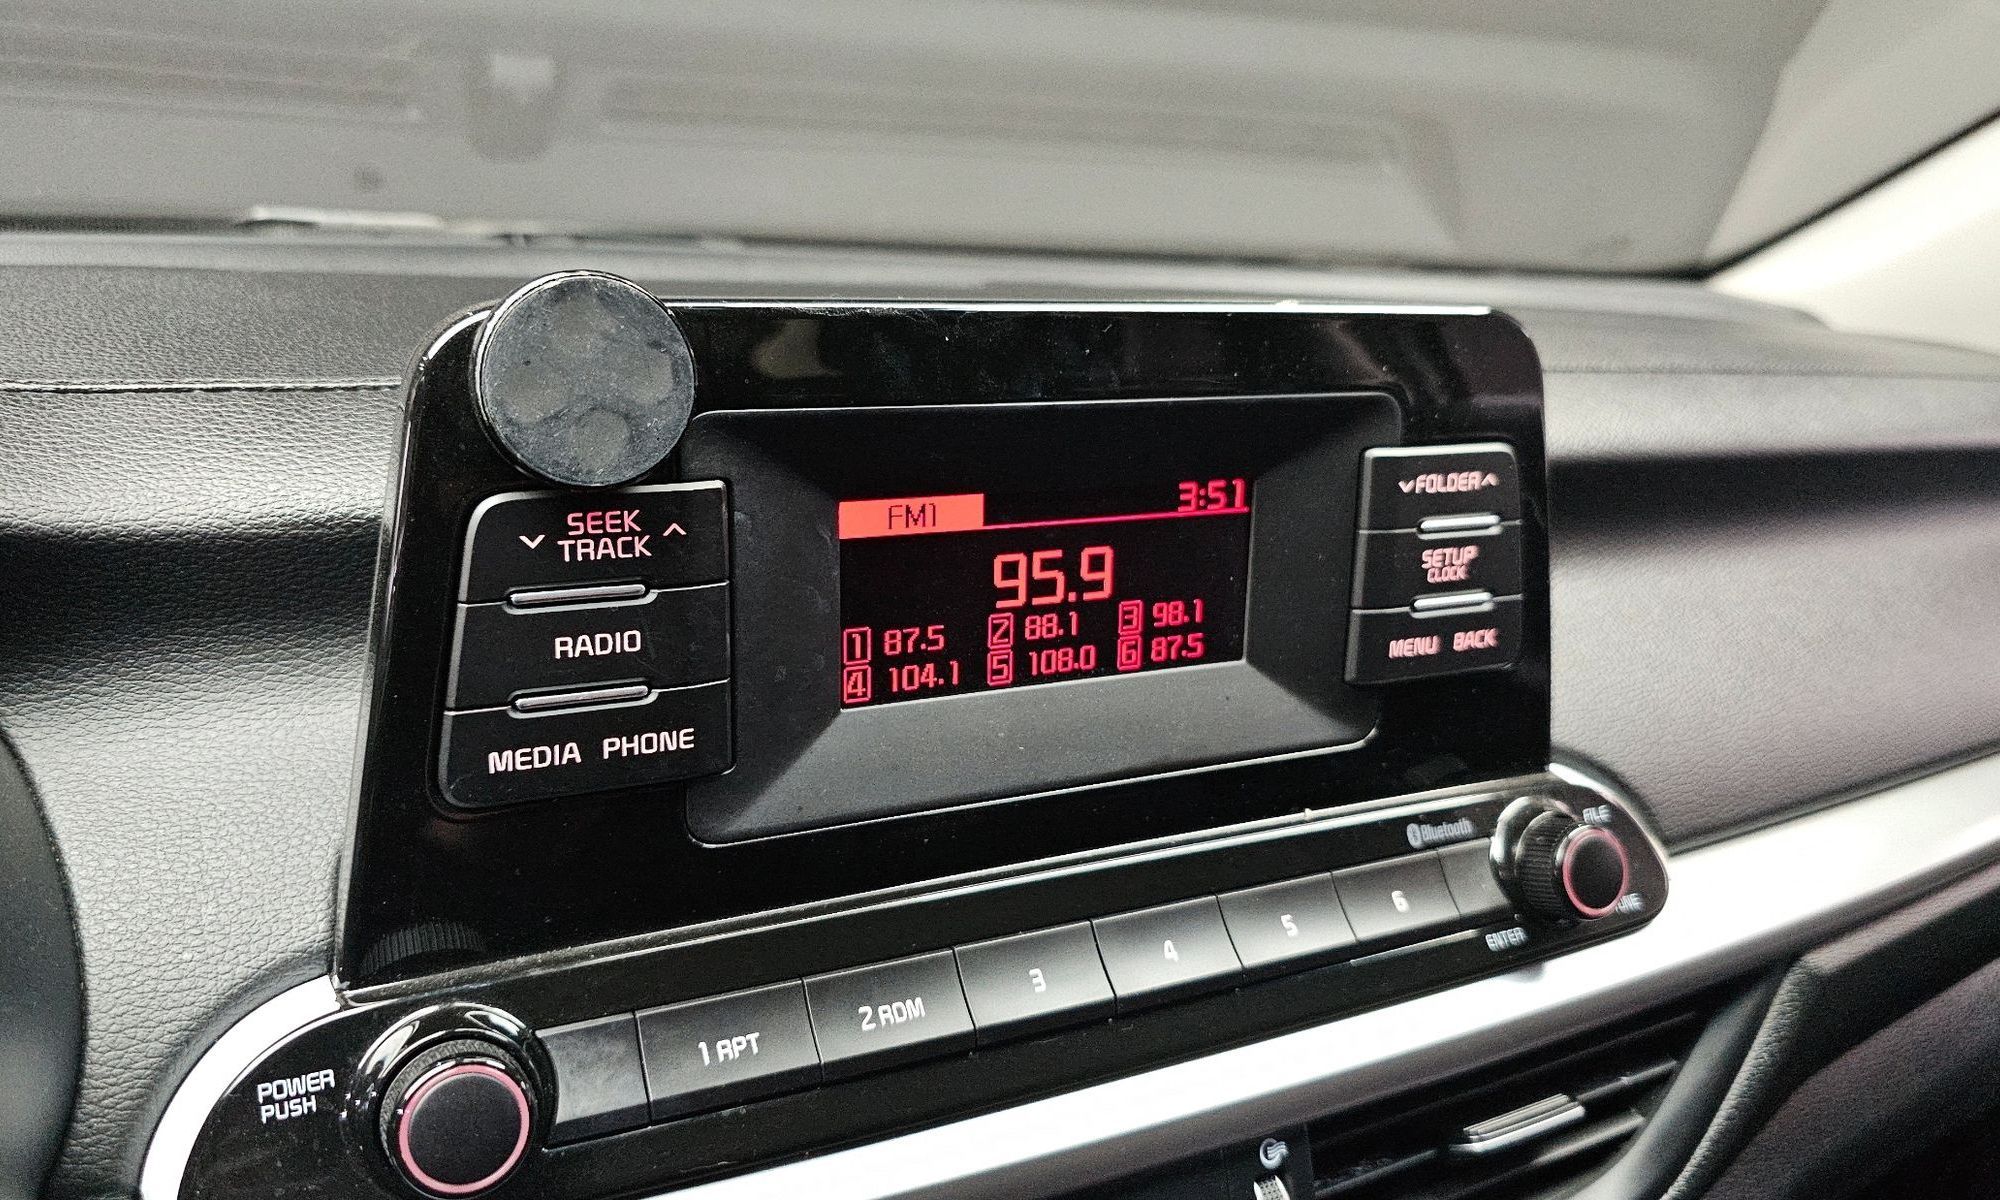 SEEK
TRACK
RADIO
MEDIA PHONE
FM1 3:51
95.9
1 87.5 2 88.1 3 98.1
4 104.1 5 108.0 6 87.5
FOLDER
SETUP
CLOCK
MENU BACK
Bluetooth
FILE
TUNE
ENTER
POWER
PUSH
1 RPT 2 RDM 3 4 5 6